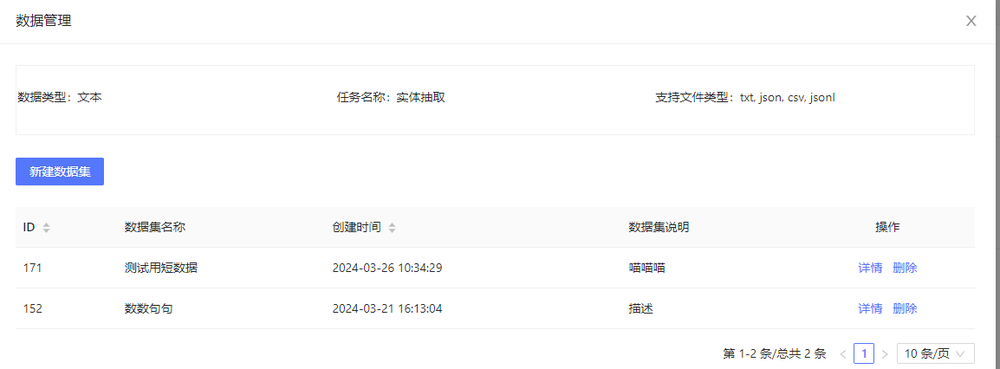 数据管理
数据类型：文本 任务名称：实体抽取 支持文件类型：txt, json, csv, jsonl
新建数据集
ID 数据集名称 创建时间 数据集说明 操作
171 测试用短数据 2024-03-26 10:34:29 喵喵喵 详情 删除
152 数数句句 2024-03-21 16:13:04 描述 详情 删除
第 1-2 条/总共 2 条 1 10 条/页